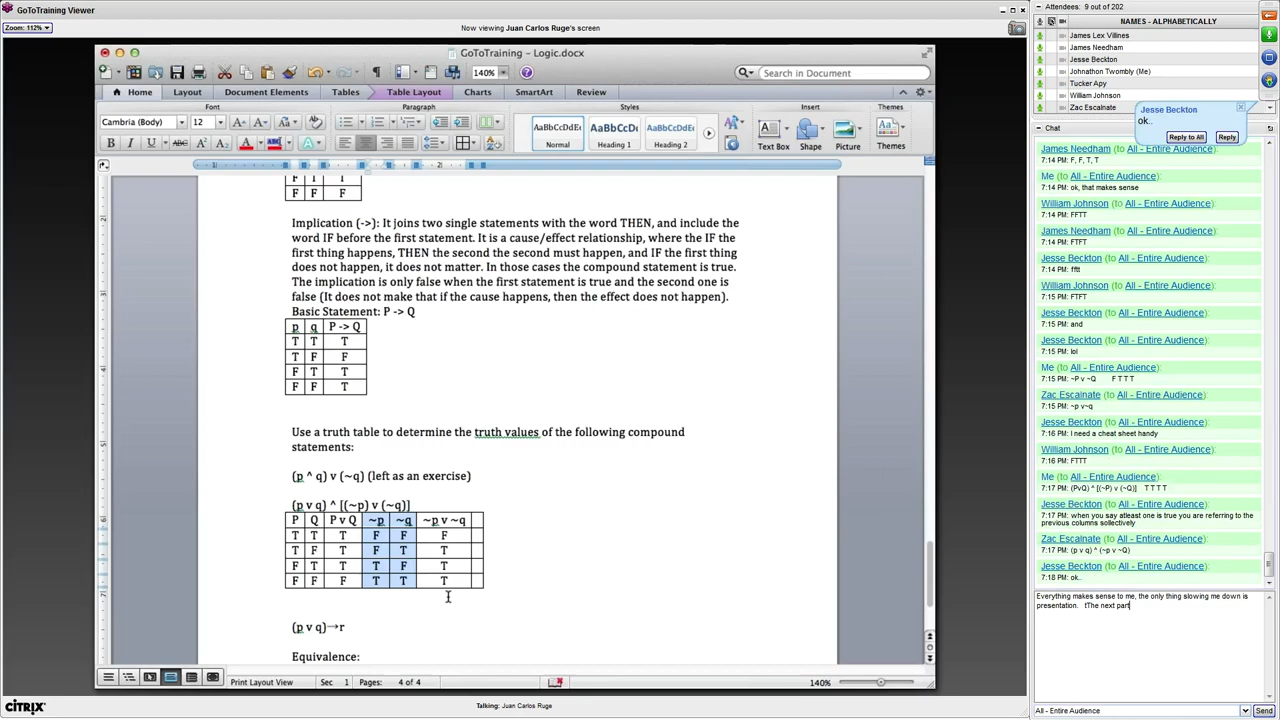 GoToTraining Viewer
Zoom: 112%
Now viewing Juan Carlos Ruge's screen
GoToTraining - Logic.docx
140%
Search in Document
Home Layout Document Elements Tables Table Layout Charts SmartArt Review
Font Paragraph Styles Insert Themes
Cambria (Body) 12
AaBbCcDdE AaBbCcDc AaBbCcDdE
Normal Heading 1 Heading 2 Text Box Shape Picture Themes
F T T
F F F
Implication (->): It joins two single statements with the word THEN, and include the
word IF before the first statement. It is a cause/effect relationship, where the IF the
first thing happens, THEN the second the second must happen, and IF the first thing
does not happen, it does not matter. In those cases the compound statement is true.
The implication is only false when the first statement is true and the second one is
false (It does not make that if the cause happens, then the effect does not happen).
Basic Statement: P -> Q
p q P -> Q
T T T
T F F
F T T
F F T
Use a truth table to determine the truth values of the following compound
statements:
(p ^ q) v (~q) (left as an exercise)
(p v q) ^ [(~p) v (~q)]
P Q P v Q ~p ~q ~p v ~q
T T T F F F
T F T F T T
F T T T F T
F F F T T T
(p v q)→r
Equivalence:
Print Layout View Sec 1 Pages: 4 of 4 140%
CITRIX
Talking: Juan Carlos Ruge
Attendees: 9 out of 202
NAMES - ALPHABETICALLY
James Lex Villines
James Needham
Jesse Beckton
Johnathon Twombly (Me)
Tucker Apy
William Johnson
Zac Escalnate
Jesse Beckton
ok..
Reply to All Reply
Chat
James Needham (to All - Entire Audience):
7:14 PM: F, F, T, T
Me (to All - Entire Audience):
7:14 PM: ok, that makes sense
William Johnson (to All - Entire Audience):
7:14 PM: FFTT
James Needham (to All - Entire Audience):
7:14 PM: FTFT
Jesse Beckton (to All - Entire Audience):
7:15 PM: fftt
William Johnson (to All - Entire Audience):
7:15 PM: FTFT
Jesse Beckton (to All - Entire Audience):
7:15 PM: and
Jesse Beckton (to All - Entire Audience):
7:15 PM: lol
Me (to All - Entire Audience):
7:15 PM: ~P v ~Q F T T T
Zac Escalnate (to All - Entire Audience):
7:15 PM: ~p v~q
Jesse Beckton (to All - Entire Audience):
7:16 PM: I need a cheat sheet handy
William Johnson (to All - Entire Audience):
7:16 PM: FTTT
Me (to All - Entire Audience):
7:17 PM: (PvQ) ^ [(~P) v (~Q)] T T T T
Jesse Beckton (to All - Entire Audience):
7:17 PM: when you say atleast one is true you are referring to the
previous columns sollectively
Zac Escalnate (to All - Entire Audience):
7:17 PM: (p v q) ^ (~p v ~q)
Jesse Beckton (to All - Entire Audience):
7:18 PM: ok..
Everything makes sense to me, the only thing slowing me down is
presentation. tThe next part
All - Entire Audience
Send